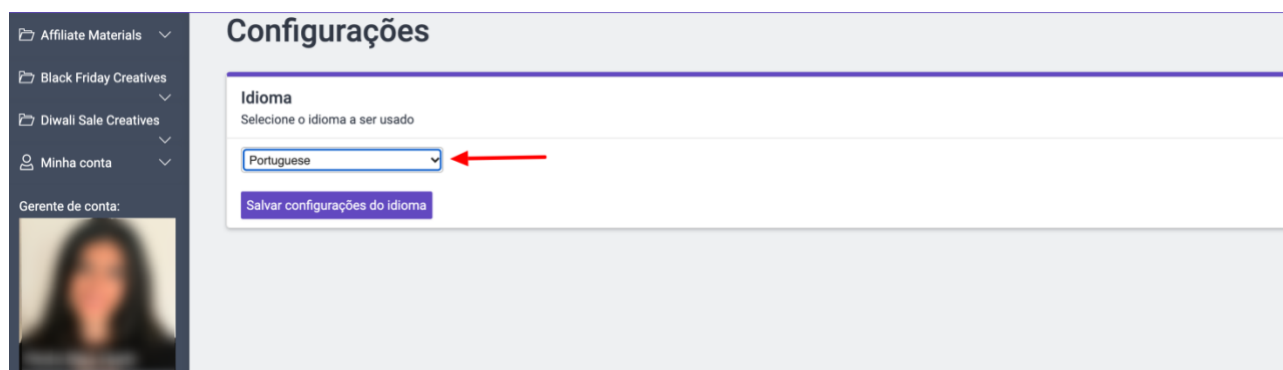 Affiliate Materials
Black Friday Creatives
Diwali Sale Creatives
Minha conta
Gerente de conta:
Configurações
Idioma
Selecione o idioma a ser usado
Portuguese
Salvar configurações do idioma